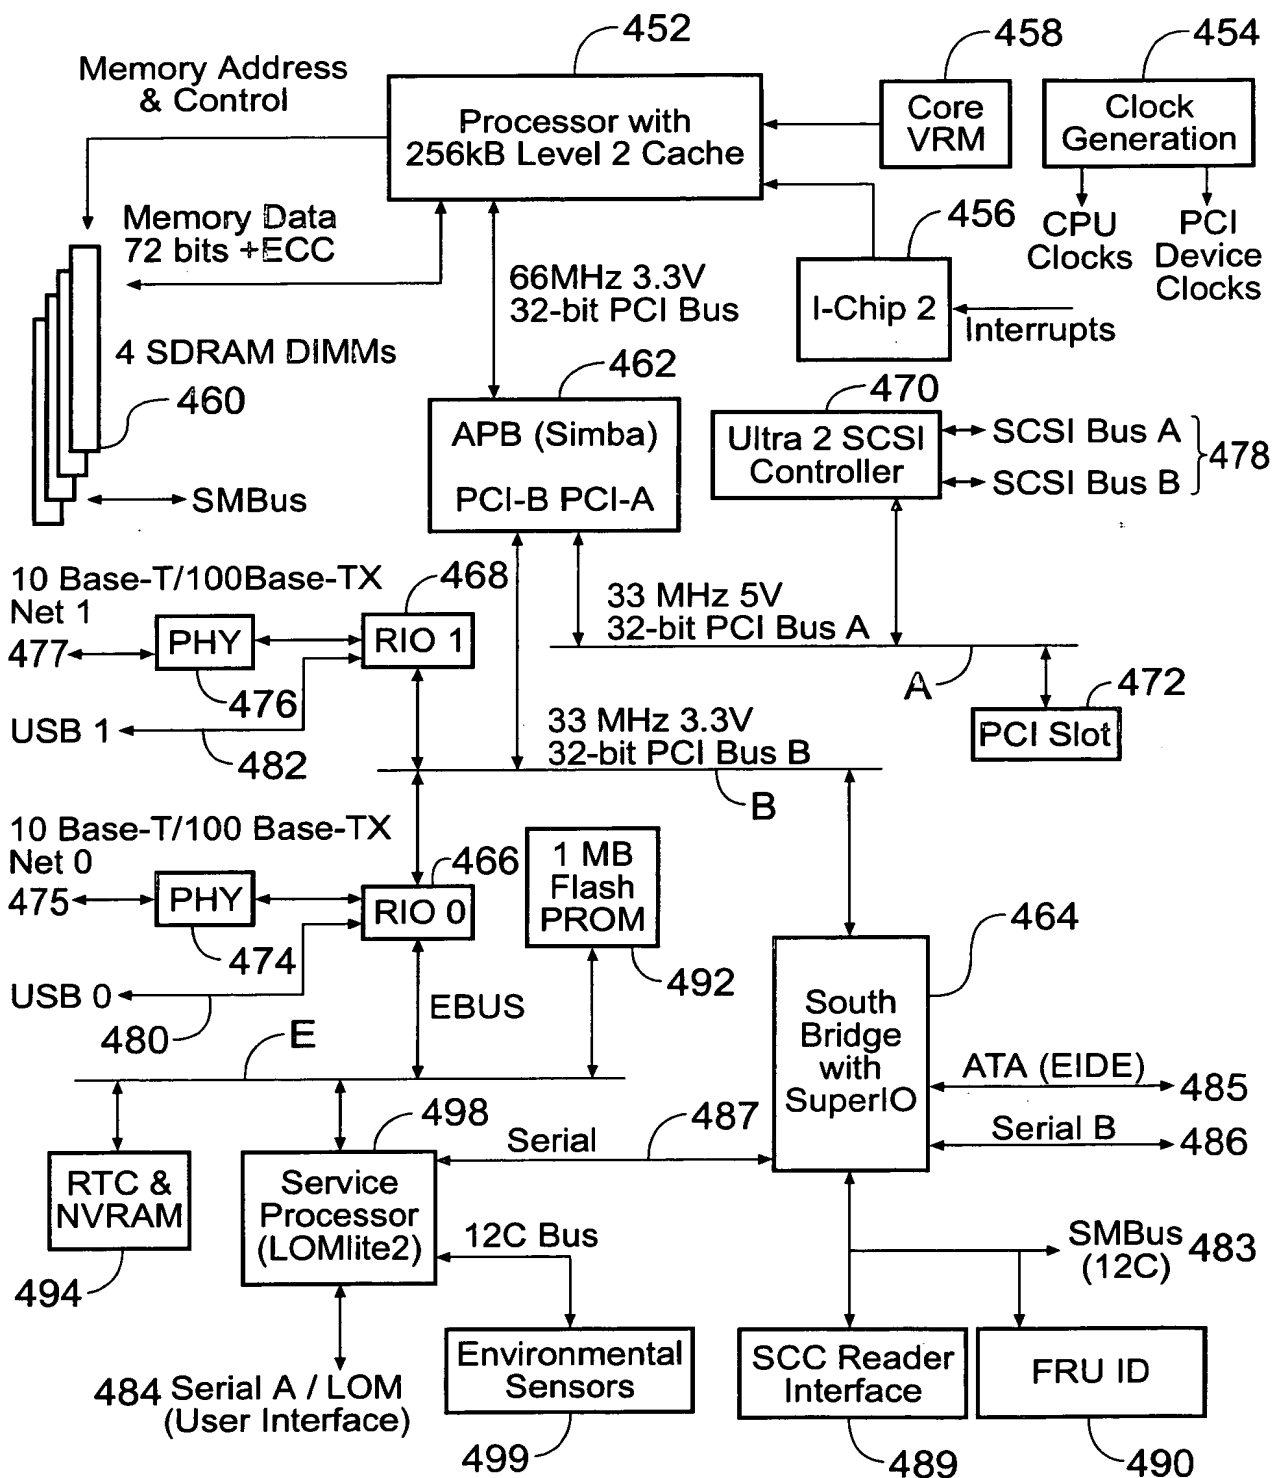 452
458
454
Memory Address
& Control
Processor with
256kB Level 2 Cache
Core
VRM
Clock
Generation
Memory Data
72 bits +ECC
456
CPU
Clocks
PCI
Device
Clocks
66MHz 3.3V
32-bit PCI Bus
I-Chip 2
Interrupts
4 SDRAM DIMMs
460
462
470
APB (Simba)
PCI-B PCI-A
Ultra 2 SCSI
Controller
SCSI Bus A
SCSI Bus B
478
SMBus
10 Base-T/100Base-TX
Net 1
468
477
PHY
RIO 1
476
33 MHz 5V
32-bit PCI Bus A
A
472
PCI Slot
USB 1
482
33 MHz 3.3V
32-bit PCI Bus B
B
10 Base-T/100 Base-TX
Net 0
466
475
PHY
RIO 0
474
1 MB
Flash
PROM
492
464
USB 0
480
E
EBUS
South
Bridge
with
SuperIO
ATA (EIDE)
485
Serial B
486
498
Serial
487
RTC &
NVRAM
494
Service
Processor
(LOMlite2)
12C Bus
SMBus
(12C)
483
484
Serial A / LOM
(User Interface)
Environmental
Sensors
499
SCC Reader
Interface
489
FRU ID
490